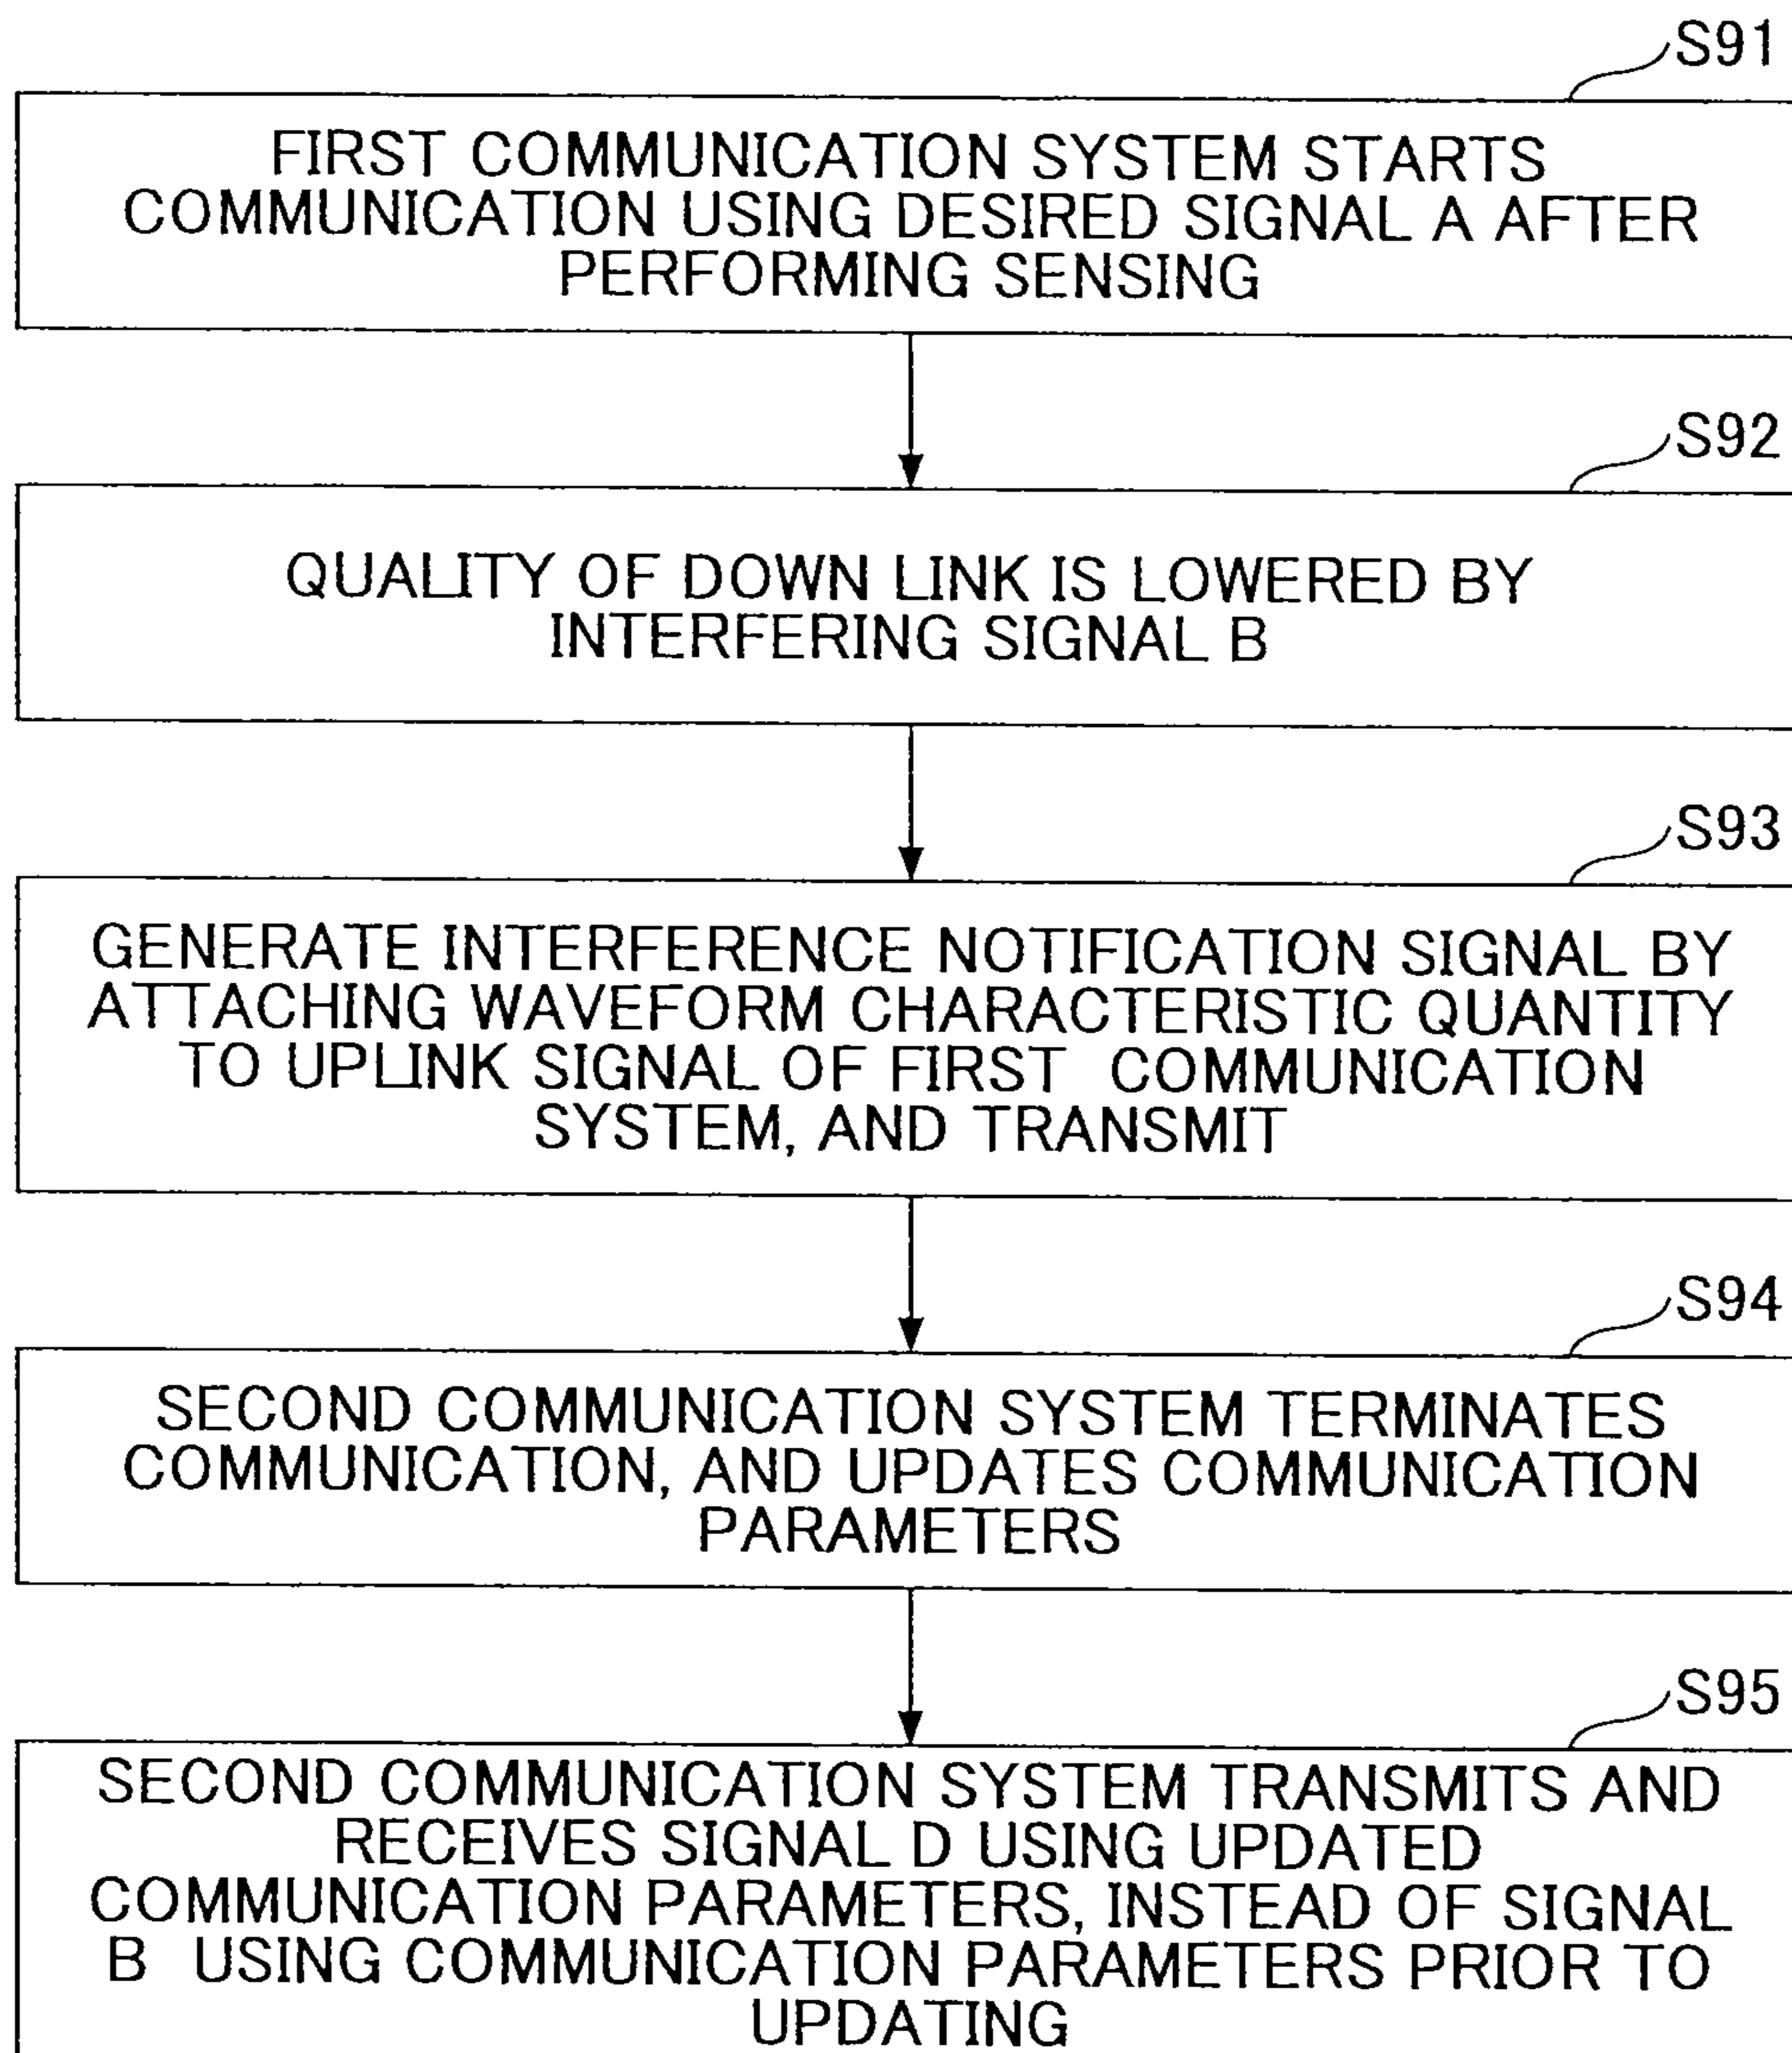 S91
FIRST COMMUNICATION SYSTEM STARTS
COMMUNICATION USING DESIRED SIGNAL A AFTER
PERFORMING SENSING
S92
QUALITY OF DOWN LINK IS LOWERED BY
INTERFERING SIGNAL B
S93
GENERATE INTERFERENCE NOTIFICATION SIGNAL BY
ATTACHING WAVEFORM CHARACTERISTIC QUANTITY
TO UPLINK SIGNAL OF FIRST COMMUNICATION
SYSTEM, AND TRANSMIT
S94
SECOND COMMUNICATION SYSTEM TERMINATES
COMMUNICATION, AND UPDATES COMMUNICATION
PARAMETERS
S95
SECOND COMMUNICATION SYSTEM TRANSMITS AND
RECEIVES SIGNAL D USING UPDATED
COMMUNICATION PARAMETERS, INSTEAD OF SIGNAL
B USING COMMUNICATION PARAMETERS PRIOR TO
UPDATING